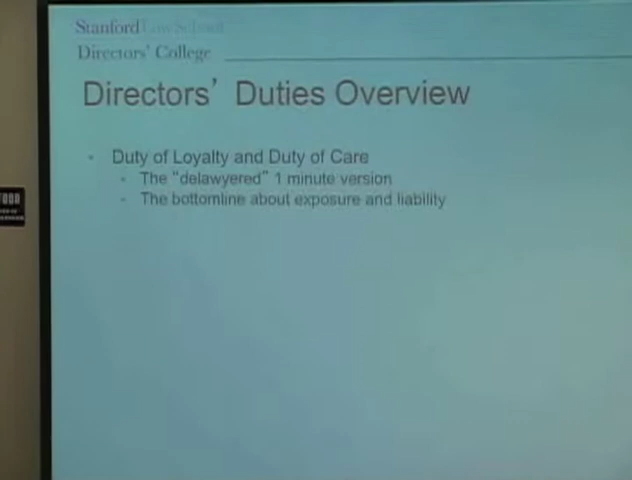 Stanford Law School
Directors' College
Directors' Duties Overview
- Duty of Loyalty and Duty of Care
- The "delawyered" 1 minute version
- The bottomline about exposure and liability